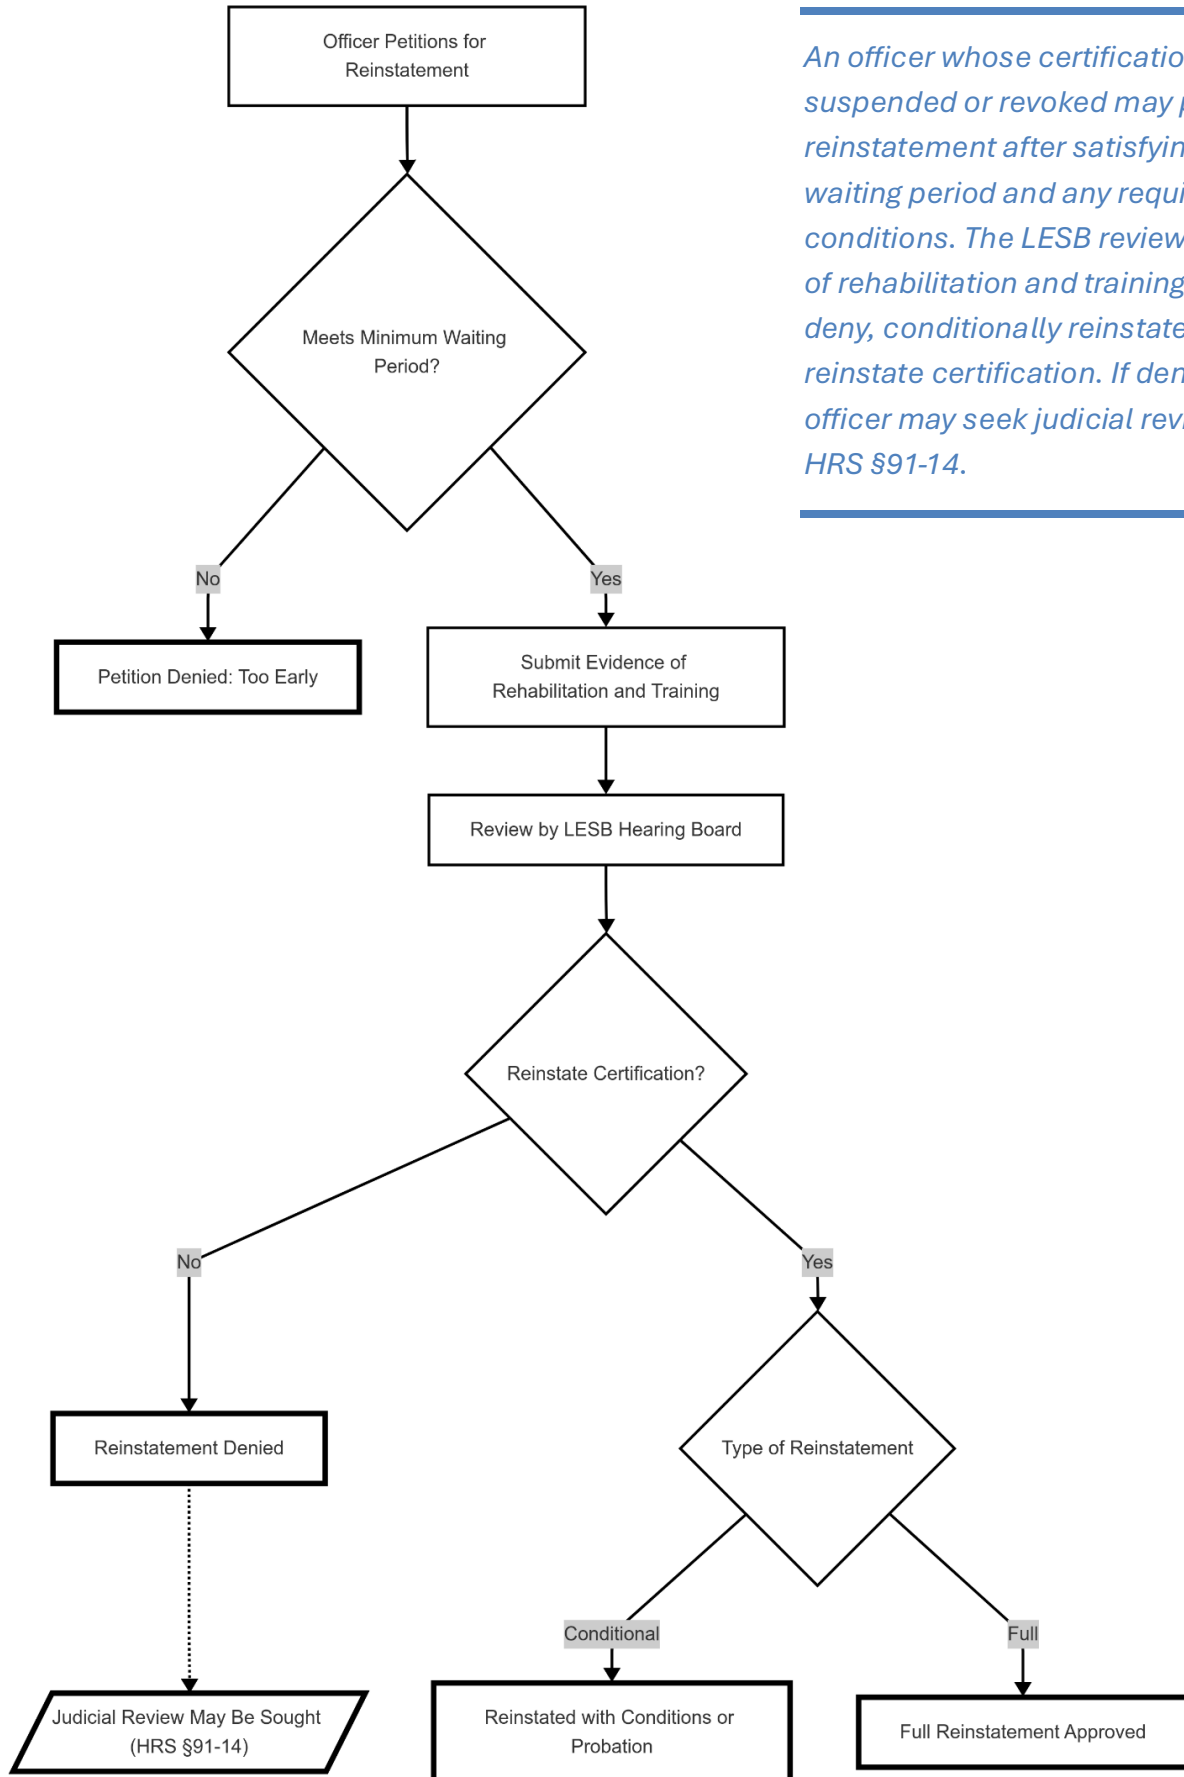 Officer Petitions for
Reinstatement
An officer whose certificatio
suspended or revoked may
reinstatement after satisfyin
waiting period and any requi
conditions. The LESB review
of rehabilitation and training
deny, conditionally reinstate
reinstate certification. If den
officer may seek judicial rev
HRS §91-14.
Meets Minimum Waiting
Period?
No
Yes
Petition Denied: Too Early
Submit Evidence of
Rehabilitation and Training
Review by LESB Hearing Board
Reinstate Certification?
No
Yes
Reinstatement Denied
Type of Reinstatement
Conditional
Full
Judicial Review May Be Sought
(HRS §91-14)
Reinstated with Conditions or
Probation
Full Reinstatement Approved